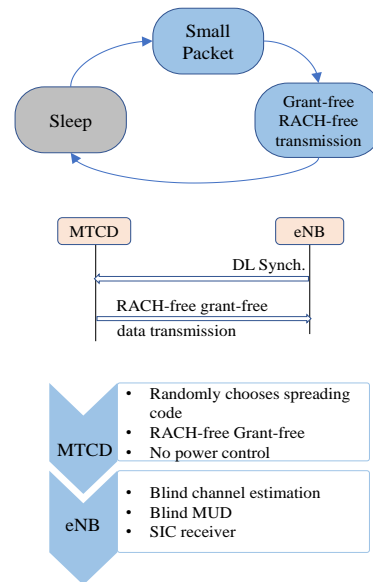 Small
Packet
Sleep
Grant-free
RACH-free
transmission
MTCD
eNB
DL Synch.
RACH-free grant-free
data transmission
MTCD
• Randomly chooses spreading
code
• RACH-free Grant-free
• No power control
eNB
• Blind channel estimation
• Blind MUD
• SIC receiver